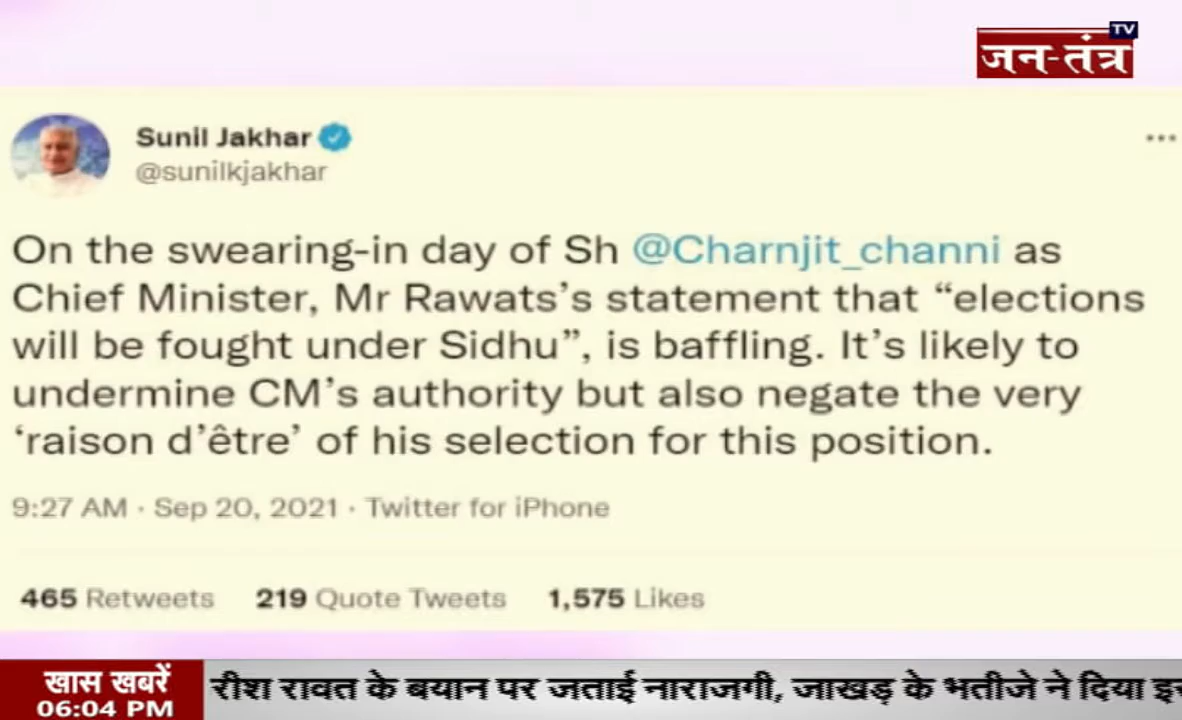 TV
जन-तंत्र
Sunil Jakhar
@sunilkjakhar
On the swearing-in day of Sh @Charnjit_channi as
Chief Minister, Mr Rawats’s statement that “elections
will be fought under Sidhu”, is baffling. It’s likely to
undermine CM’s authority but also negate the very
‘raison d’être’ of his selection for this position.
9:27 AM · Sep 20, 2021 · Twitter for iPhone
465 Retweets 219 Quote Tweets 1,575 Likes
खास खबरें
रीश रावत के बयान पर जताई नाराजगी, जाखड़ के भतीजे ने दिया
06:04 PM